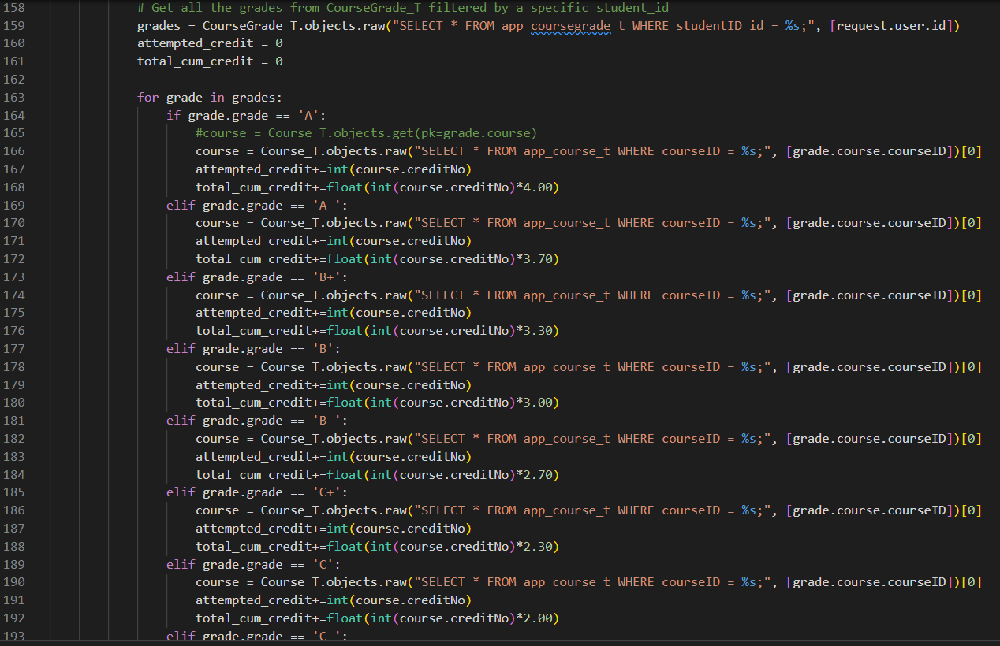 158 # Get all the grades from CourseGrade_T filtered by a specific student_id
159 grades = CourseGrade_T.objects.raw("SELECT * FROM app_coursegrade_t WHERE studentID_id = %s;", [request.user.id])
160 attempted_credit = 0
161 total_cum_credit = 0
162
163 for grade in grades:
164 if grade.grade == 'A':
165 #course = Course_T.objects.get(pk=grade.course)
166 course = Course_T.objects.raw("SELECT * FROM app_course_t WHERE courseID = %s;", [grade.course.courseID])[0]
167 attempted_credit+=int(course.creditNo)
168 total_cum_credit+=float(int(course.creditNo)*4.00)
169 elif grade.grade == 'A-':
170 course = Course_T.objects.raw("SELECT * FROM app_course_t WHERE courseID = %s;", [grade.course.courseID])[0]
171 attempted_credit+=int(course.creditNo)
172 total_cum_credit+=float(int(course.creditNo)*3.70)
173 elif grade.grade == 'B+':
174 course = Course_T.objects.raw("SELECT * FROM app_course_t WHERE courseID = %s;", [grade.course.courseID])[0]
175 attempted_credit+=int(course.creditNo)
176 total_cum_credit+=float(int(course.creditNo)*3.30)
177 elif grade.grade == 'B':
178 course = Course_T.objects.raw("SELECT * FROM app_course_t WHERE courseID = %s;", [grade.course.courseID])[0]
179 attempted_credit+=int(course.creditNo)
180 total_cum_credit+=float(int(course.creditNo)*3.00)
181 elif grade.grade == 'B-':
182 course = Course_T.objects.raw("SELECT * FROM app_course_t WHERE courseID = %s;", [grade.course.courseID])[0]
183 attempted_credit+=int(course.creditNo)
184 total_cum_credit+=float(int(course.creditNo)*2.70)
185 elif grade.grade == 'C+':
186 course = Course_T.objects.raw("SELECT * FROM app_course_t WHERE courseID = %s;", [grade.course.courseID])[0]
187 attempted_credit+=int(course.creditNo)
188 total_cum_credit+=float(int(course.creditNo)*2.30)
189 elif grade.grade == 'C':
190 course = Course_T.objects.raw("SELECT * FROM app_course_t WHERE courseID = %s;", [grade.course.courseID])[0]
191 attempted_credit+=int(course.creditNo)
192 total_cum_credit+=float(int(course.creditNo)*2.00)
193 elif grade.grade == 'C-':